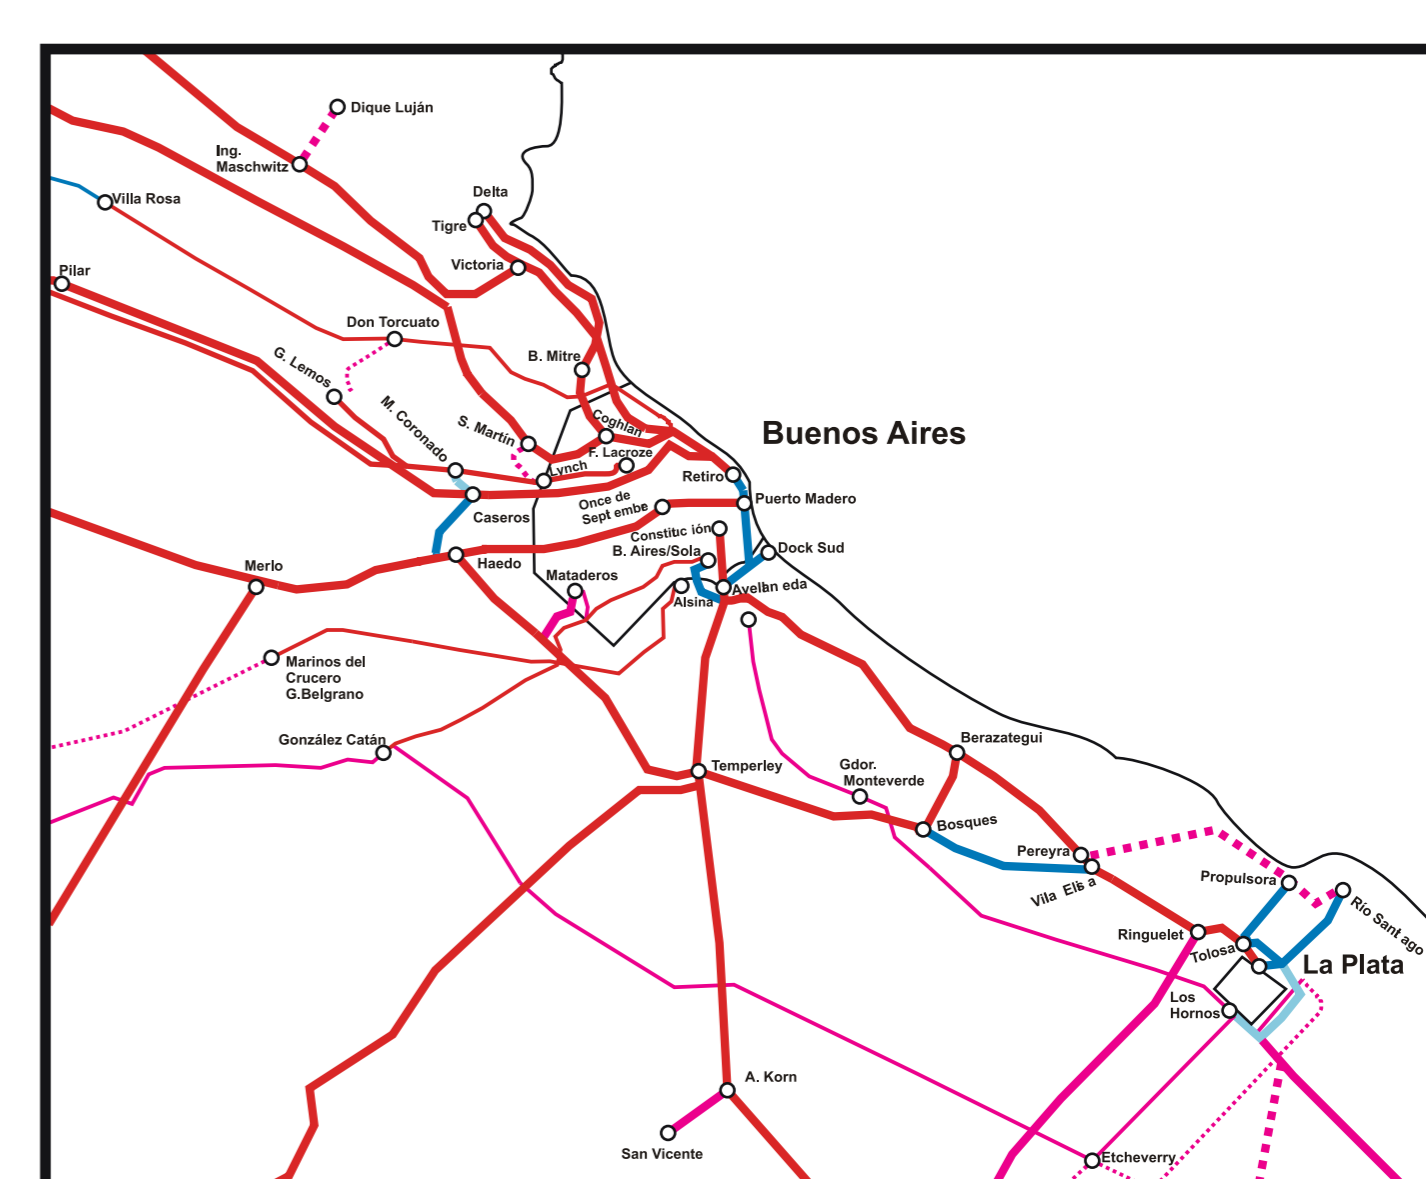 Dique Luján
Ing.
Maschwitz
Villa Rosa
Delta
Tigre
Victoria
Pilar
Don Torcuato
G. Lemos
B. Mitre
M. Coronado
S. Martín
Coghlan
F. Lacroze
Lynch
Buenos Aires
Retiro
Puerto Madero
Once de
Sept embe
Caseros
Constituc ión
B. Aires/Sola
Dock Sud
Haedo
Merlo
Mataderos
Alsina
Avellan eda
Marinos del
Crucero
G.Belgrano
González Catán
Temperley
Berazategui
Gdor.
Monteverde
Bosques
Pereyra
Vila Elis a
Propulsora
Río Sant ago
Ringuelet
Tolosa
La Plata
Los
Hornos
A. Korn
San Vicente
Etcheverry